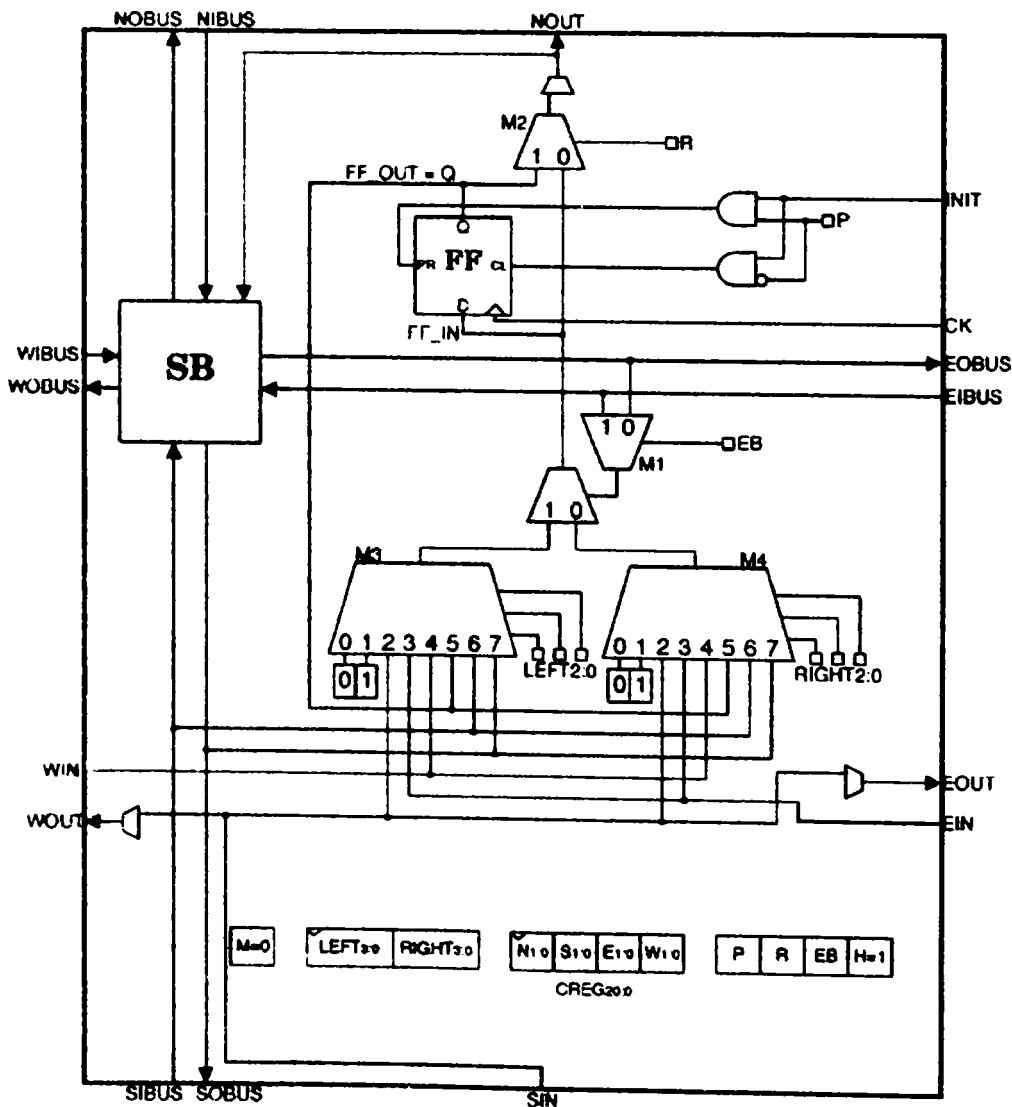 NOBUS NIBUS NOUT
M2
R
1 0
FF_OUT = Q
INIT
P
Q
PR FF CL
D
CK
FF_IN
WIBUS
SB
EOBUS
WOBUS
EIBUS
1 0
EB
M1
1 0
M3
M4
0 1 2 3 4 5 6 7
0 1 2 3 4 5 6 7
LEFT2:0
RIGHT2:0
0 1
0 1
WIN
EOUT
WOUT
EIN
M=0 LEFT3:0 RIGHT3:0 N1:0 S1:0 E1:0 W1:0 P R EB H=1
CREG20:0
SIBUS SOBUS SIN